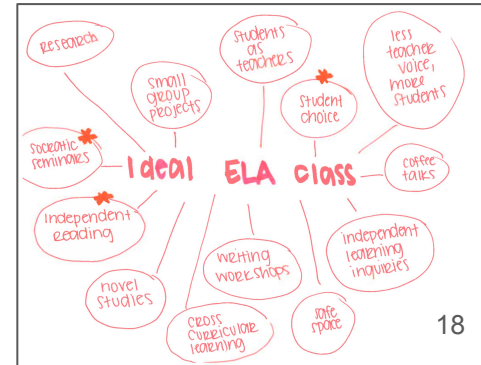 research
small
group
projects
students
as
teachers
student
choice
less
teacher
voice,
more
students
socratic
seminars
Ideal ELA class
coffee
talks
independent
reading
novel
studies
cross
curricular
learning
writing
workshops
safe
space
independent
learning
inquiries
18